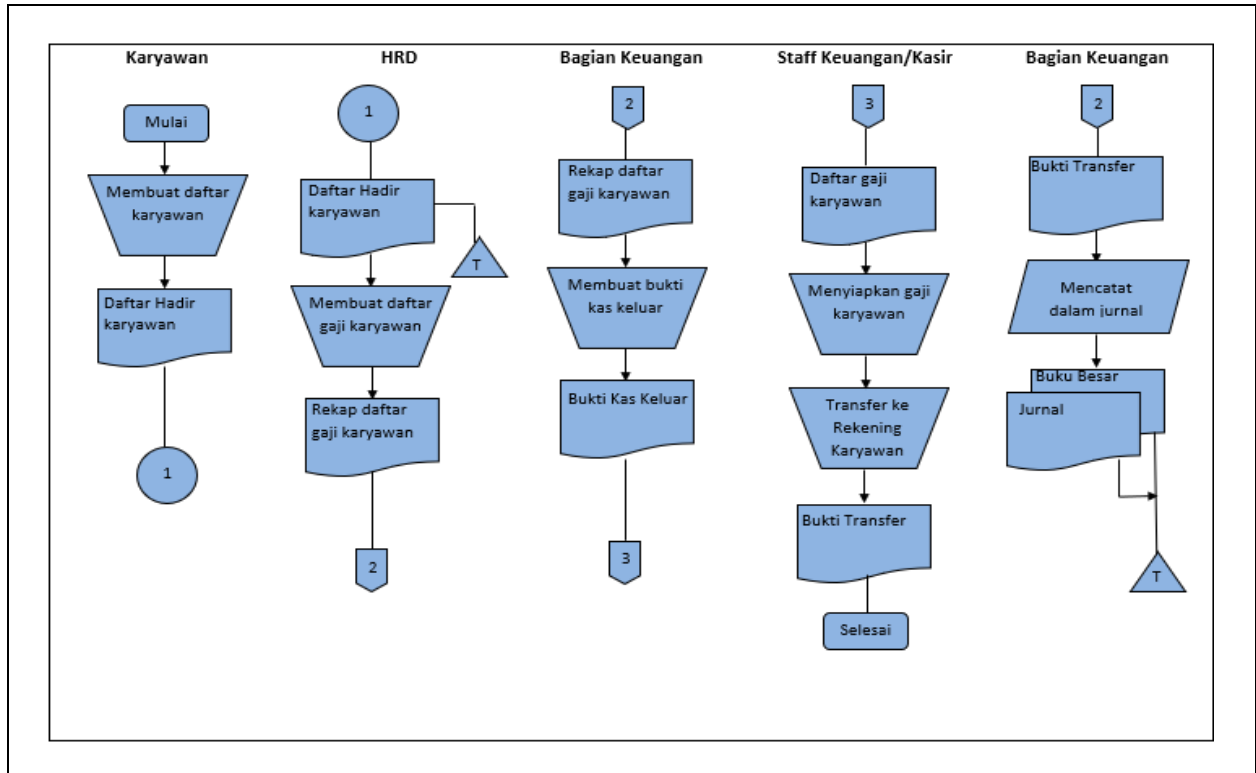 Karyawan
Mulai
Membuat daftar
karyawan
Daftar Hadir
karyawan
1
HRD
1
Daftar Hadir
karyawan
T
Membuat daftar
gaji karyawan
Rekap daftar
gaji karyawan
2
Bagian Keuangan
2
Rekap daftar
gaji karyawan
Membuat bukti
kas keluar
Bukti Kas Keluar
3
Staff Keuangan/Kasir
3
Daftar gaji
karyawan
Menyiapkan gaji
karyawan
Transfer ke
Rekening
Karyawan
Bukti Transfer
Selesai
Bagian Keuangan
2
Bukti Transfer
Mencatat
dalam jurnal
Buku Besar
Jurnal
T